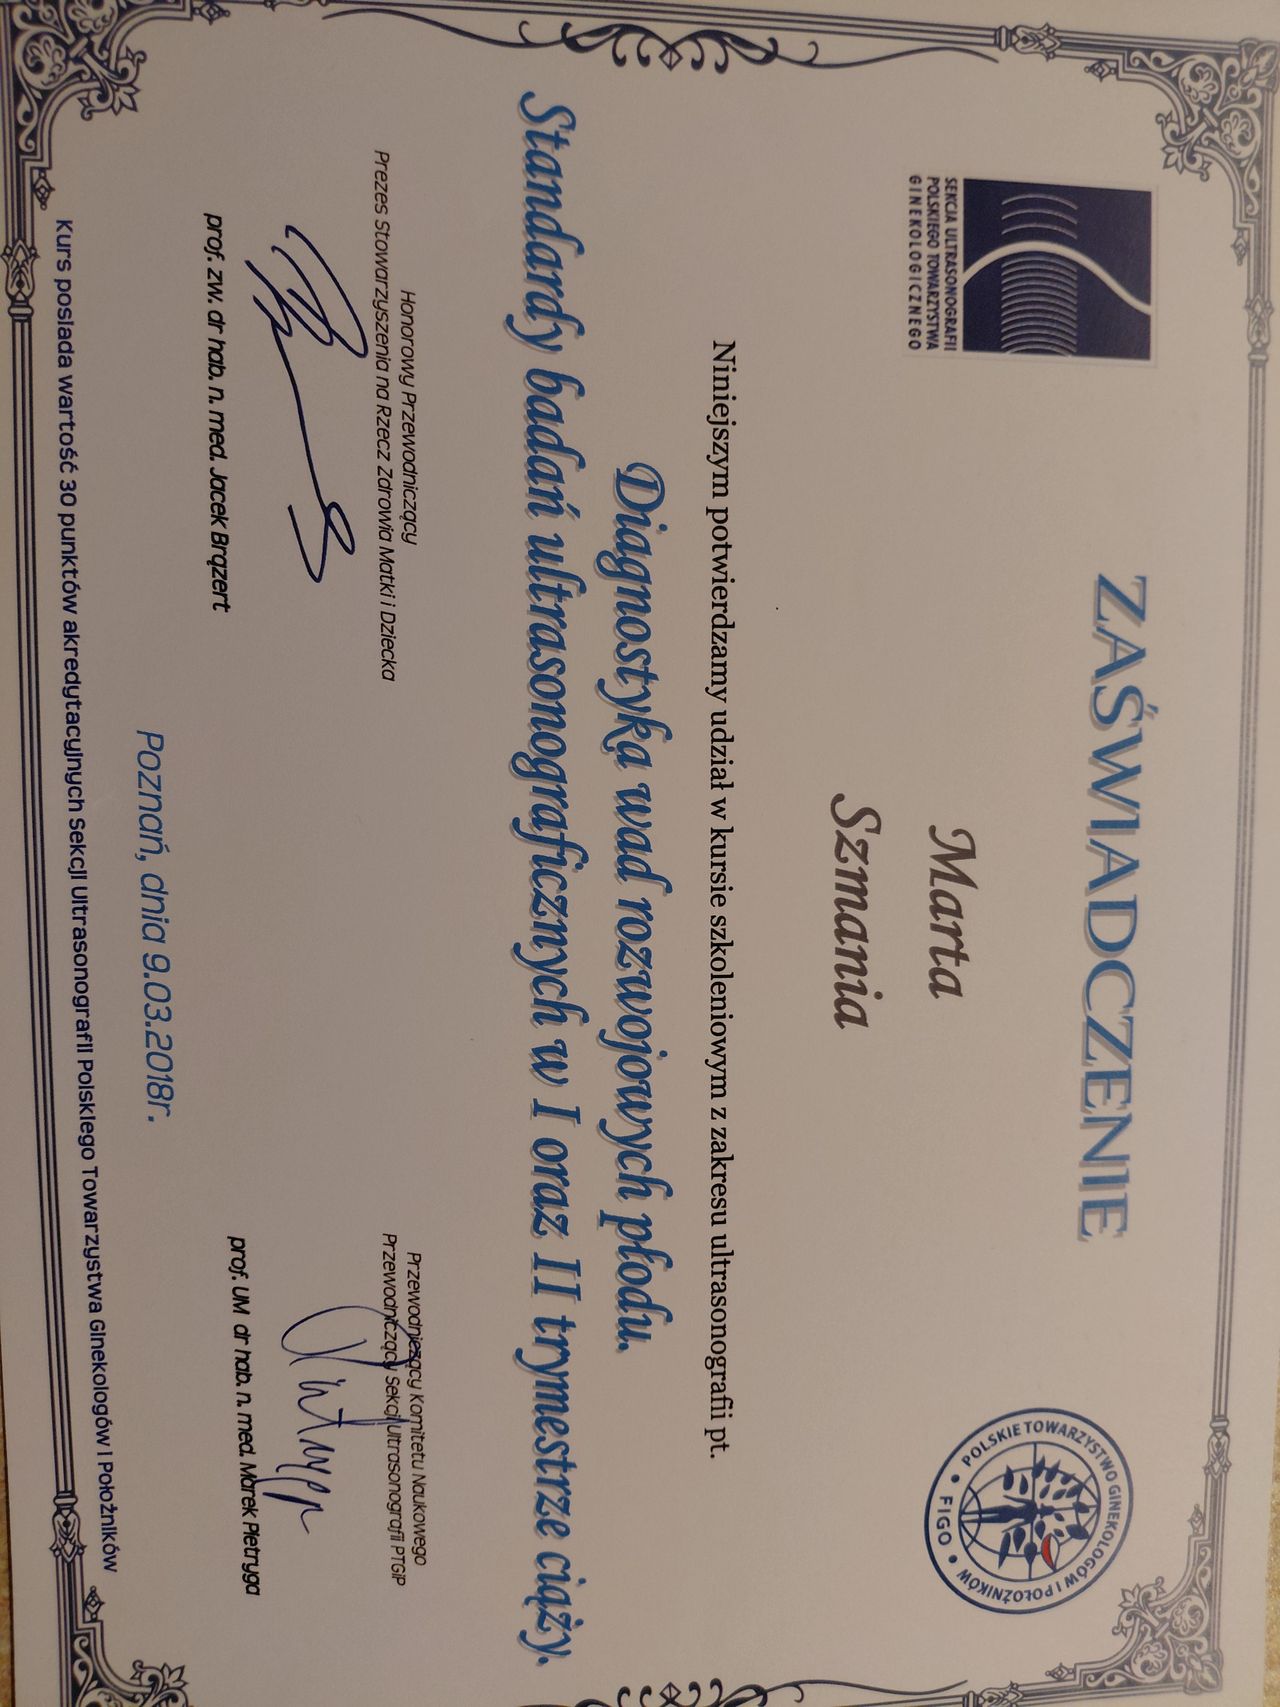 SEKCJA ULTRASONOGRAFII
POLSKIEGO TOWARZYSTWA
GINEKOLOGICZNEGO
ZAŚWIADCZENIE
POLSKIE TOWARZYSTWO GINEKOLOGÓW I POŁOŻNIKÓW
• FIGO •
Marta
Szmania
Niniejszym potwierdzamy udział w kursie szkoleniowym z zakresu ultrasonografii pt.
Diagnostyka wad rozwojowych płodu.
Standardy badań ultrasonograficznych w I oraz II trymestrze ciąży.
Honorowy Przewodniczący
Prezes Stowarzyszenia na Rzecz Zdrowia Matki i Dziecka
prof. zw. dr hab. n. med. Jacek Brązert
Przewodniczący Komitetu Naukowego
Przewodniczący Sekcji Ultrasonografii PTGiP
prof. UM dr hab. n. med. Marek Pietryga
Poznań, dnia 9.03.2018r.
Kurs posiada wartość 30 punktów akredytacyjnych Sekcji Ultrasonografii Polskiego Towarzystwa Ginekologów i Położników